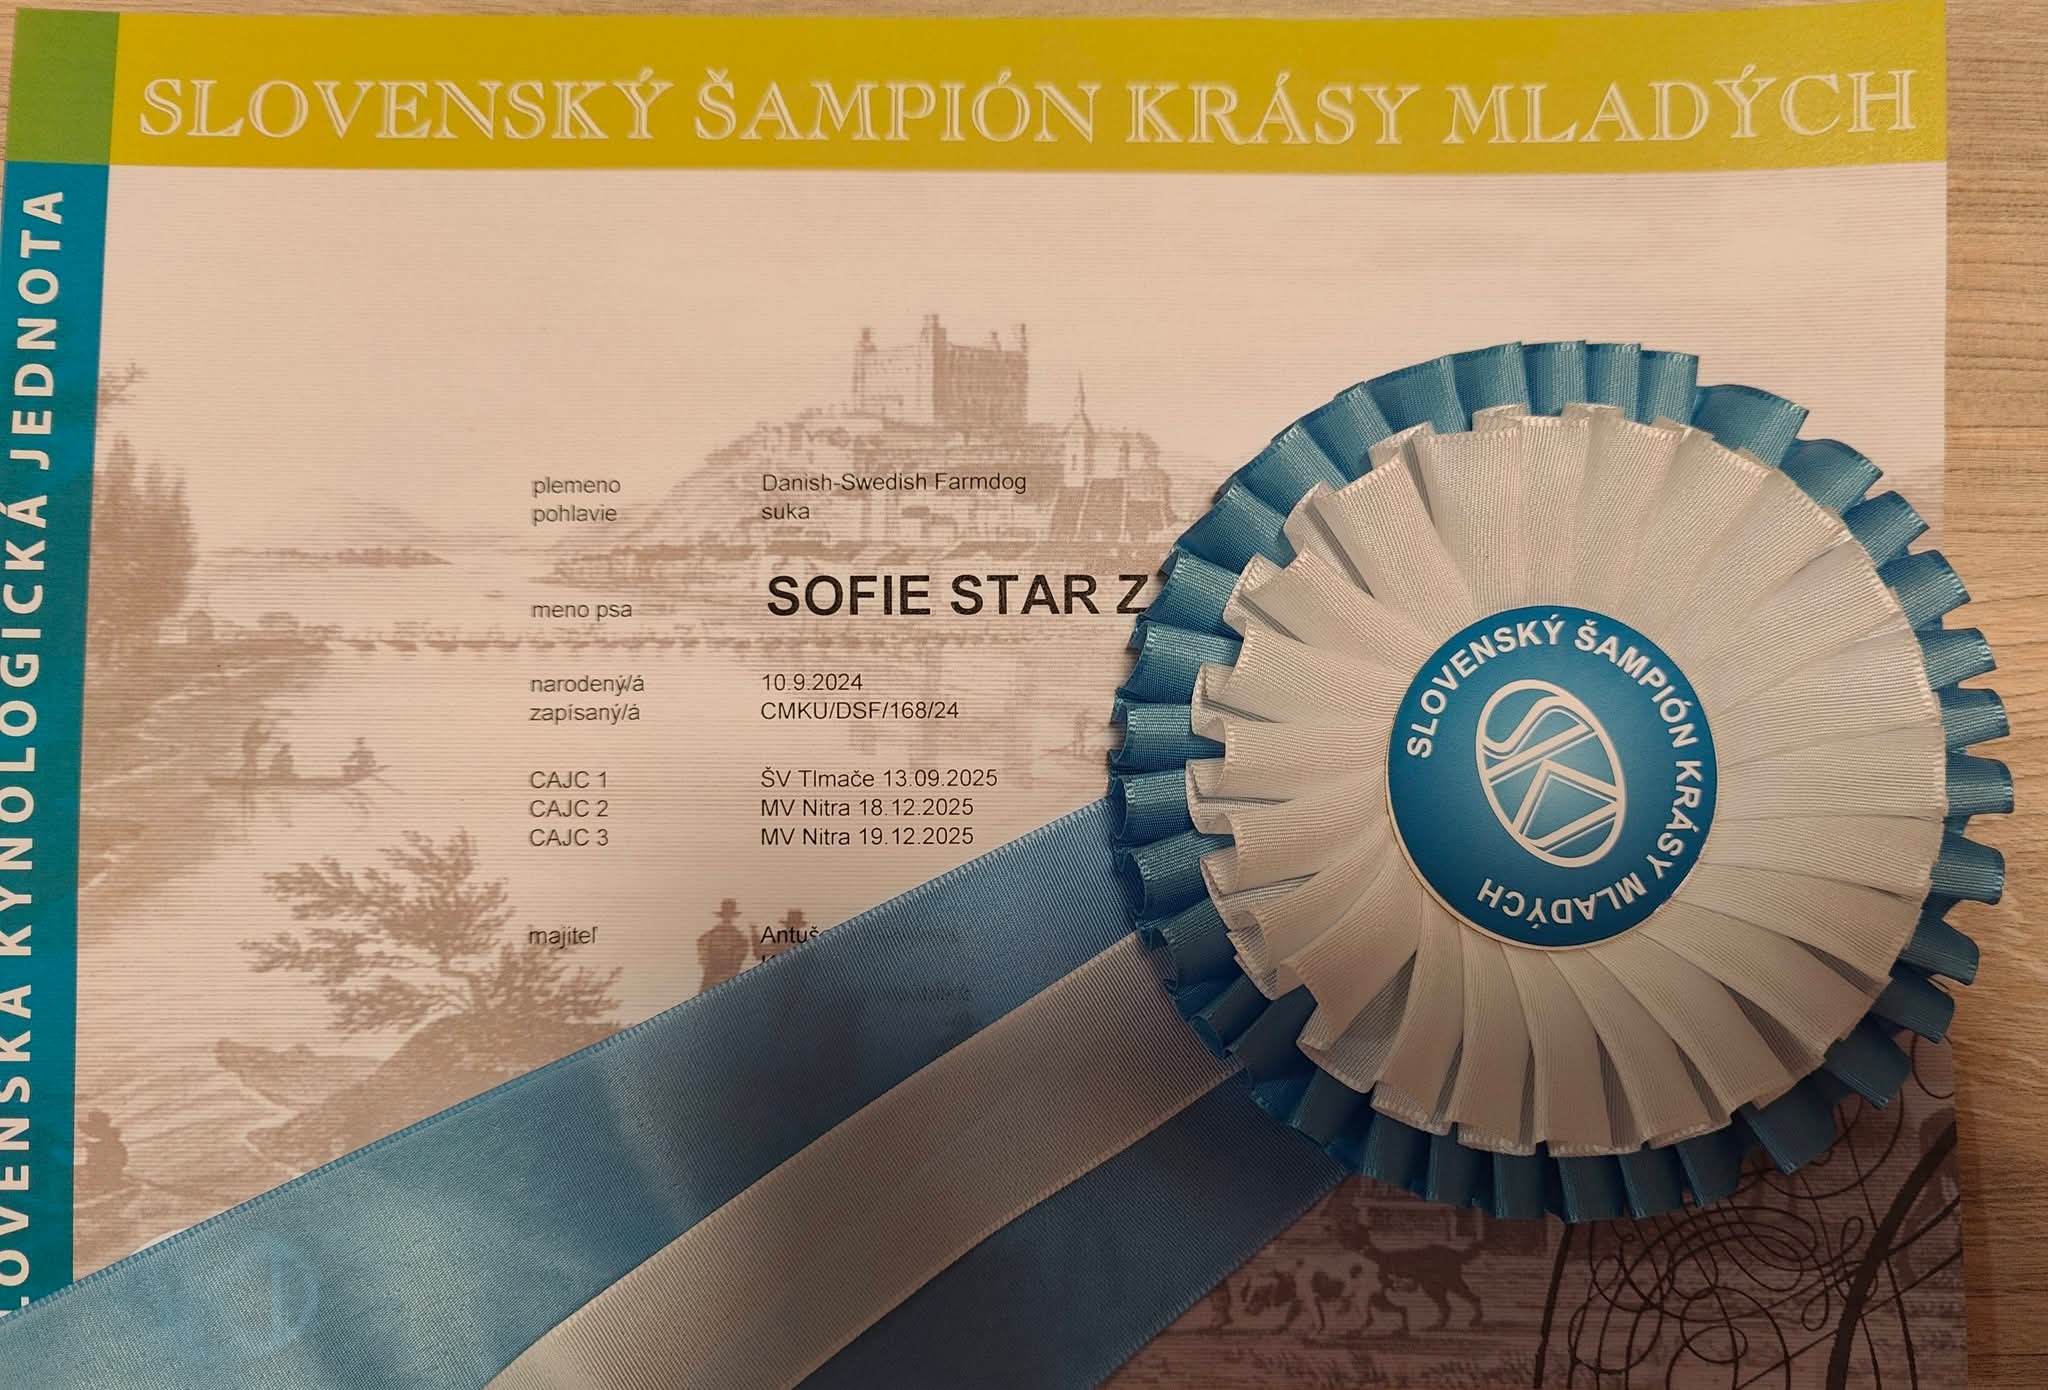 SLOVENSKÝ ŠAMPIÓN KRÁSY MLADÝCH
SLOVENSKÁ KYNOLOGICKÁ JEDNOTA
plemeno Danish-Swedish Farmdog
pohlavie suka
meno psa SOFIE STAR Z
narodený/á 10.9.2024
zapísaný/á CMKU/DSF/168/24
CAJC 1 ŠV Tlmače 13.09.2025
CAJC 2 MV Nitra 18.12.2025
CAJC 3 MV Nitra 19.12.2025
majiteľ
SLOVENSKÝ ŠAMPIÓN KRÁSY MLADÝCH
SKJ